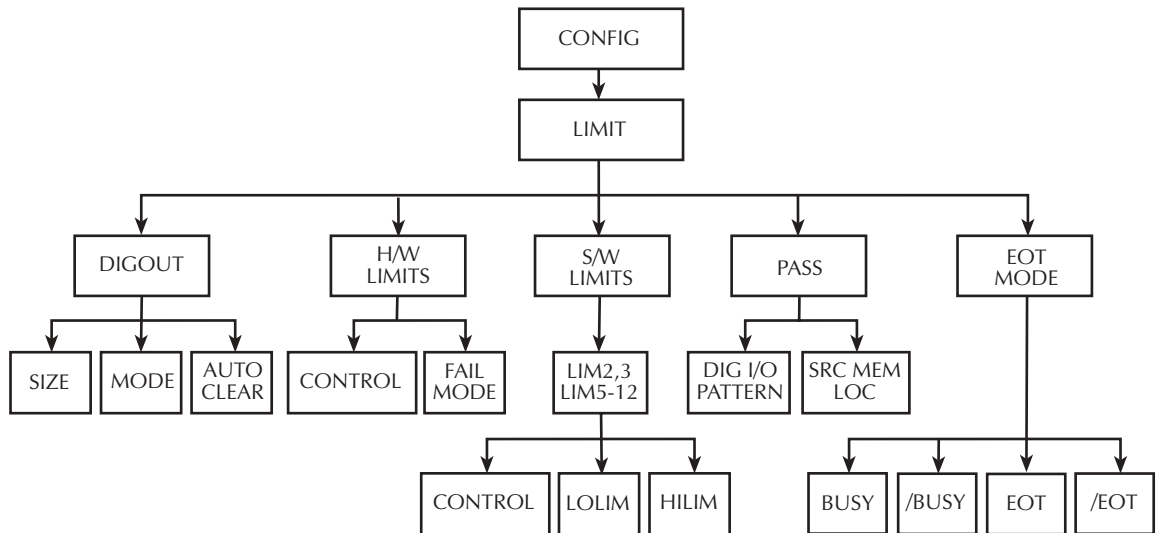 CONFIG
LIMIT
DIGOUT
H/W
LIMITS
S/W
LIMITS
PASS
EOT
MODE
SIZE
MODE
AUTO
CLEAR
CONTROL
FAIL
MODE
LIM2,3
LIM5-12
DIG I/O
PATTERN
SRC MEM
LOC
CONTROL
LOLIM
HILIM
BUSY
/BUSY
EOT
/EOT